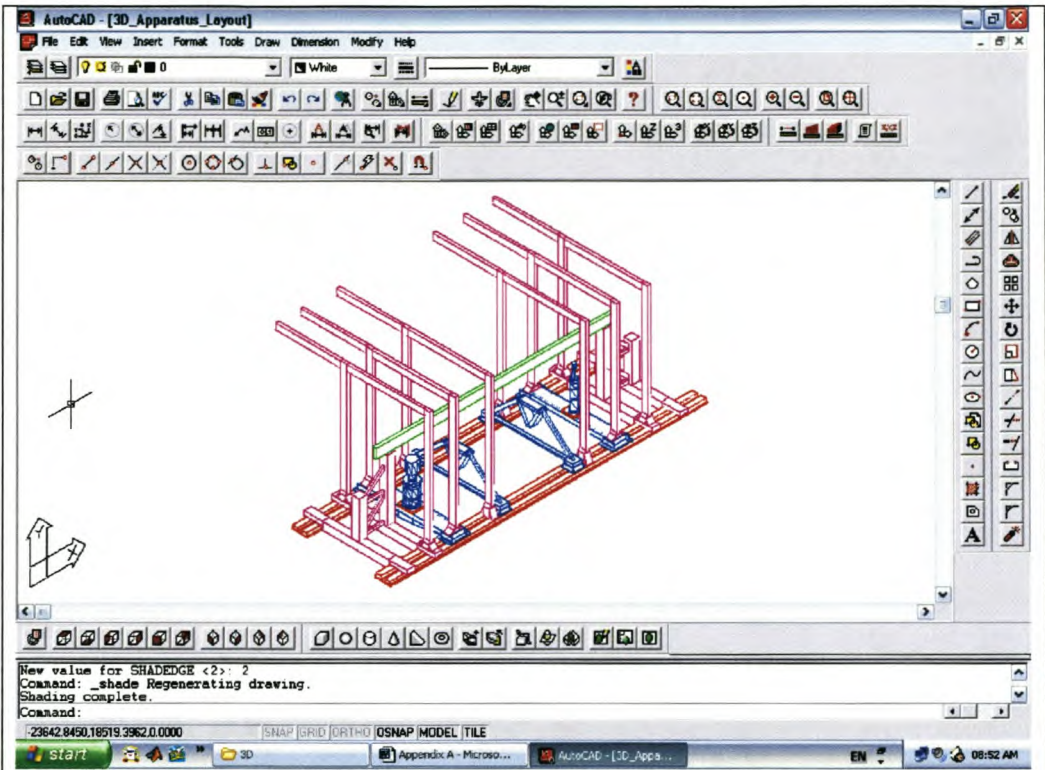 AutoCAD - [3D_Apparatus_Layout]
File Edit View Insert Format Tools Draw Dimension Modify Help
0 White ByLayer
Y
X
A
New value for SHADEDGE <2>: 2
Command: _shade Regenerating drawing.
Shading complete.
Command:
-23642.8450,18519.3962,0.0000 SNAP GRID ORTHO OSNAP MODEL TILE
start 3D Appendix A - Microso... AutoCAD - [3D_Appa... EN 08:52 AM